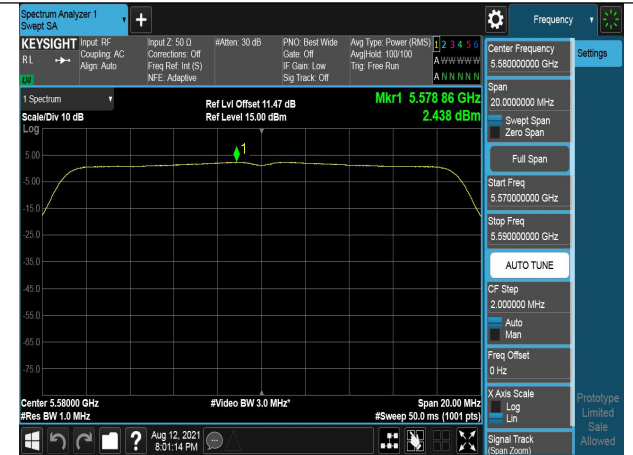 Spectrum Analyzer 1
Swept SA
+
Frequency
KEYSIGHT
RL
Input: RF
Coupling: AC
Align: Auto
Input Z: 50 Ω
Corrections: Off
Freq Ref: Int (S)
NFE: Adaptive
#Atten: 30 dB
PNO: Best Wide
Gate: Off
IF Gain: Low
Sig Track: Off
Avg Type: Power (RMS)
Avg|Hold: 100/100
Trig: Free Run
1 2 3 4 5 6
A W W W W W
A N N N N N
LXI
1 Spectrum
Scale/Div 10 dB
Ref Lvl Offset 11.47 dB
Ref Level 15.00 dBm
Mkr1 5.578 86 GHz
2.438 dBm
Log
1
5.00
-5.00
-15.0
-25.0
-35.0
-45.0
-55.0
-65.0
-75.0
Center 5.58000 GHz
#Res BW 1.0 MHz
#Video BW 3.0 MHz*
Span 20.00 MHz
#Sweep 50.0 ms (1001 pts)
Aug 12, 2021
8:01:14 PM
Center Frequency
5.580000000 GHz
Settings
Span
20.0000000 MHz
Swept Span
Zero Span
Full Span
Start Freq
5.570000000 GHz
Stop Freq
5.590000000 GHz
AUTO TUNE
CF Step
2.000000 MHz
Auto
Man
Freq Offset
0 Hz
X Axis Scale
Log
Lin
Signal Track
(Span Zoom)
Prototype
Limited
Sale
Allowed